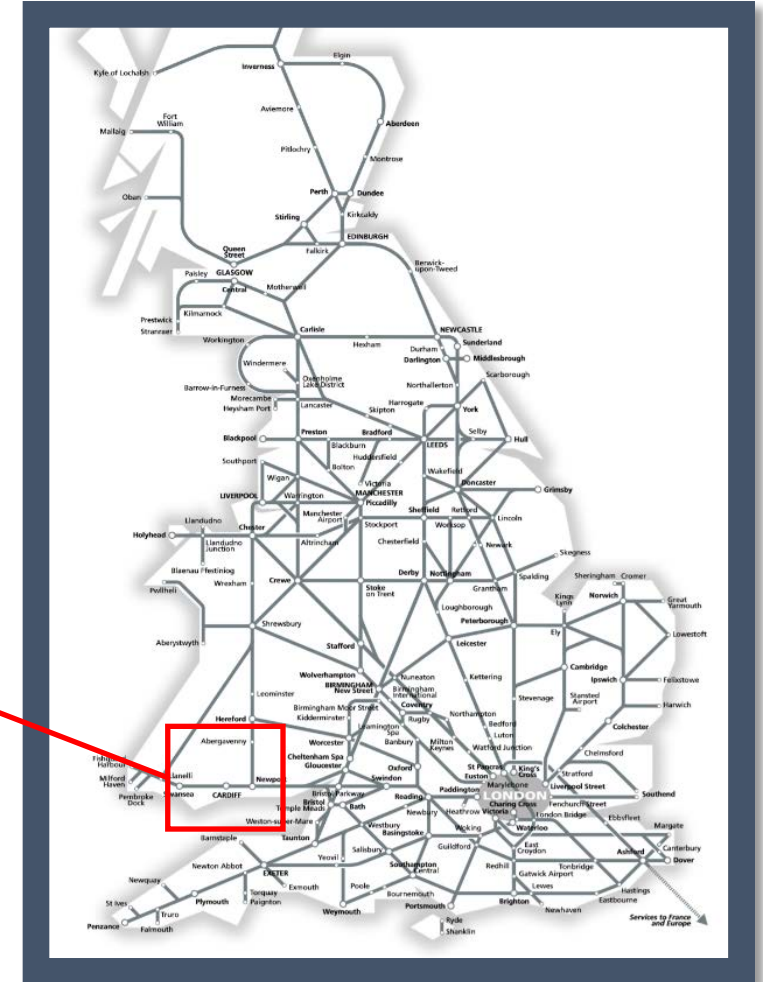 Elgin
Inverness
Kyle of Lochalsh
Aviemore
Fort
William
Aberdeen
Mallaig
Pitlochry
Montrose
Perth
Dundee
Oban
Stirling
Kirkcaldy
EDINBURGH
Queen
Street
Falkirk
Berwick-
upon-Tweed
Paisley
GLASGOW
Central
Motherwell
Kilmarnock
Prestwick
Stranraer
Carlisle
NEWCASTLE
Workington
Hexham
Durham
Sunderland
Darlington
Middlesbrough
Windermere
Scarborough
Oxenholme
Lake District
Barrow-in-Furness
Northallerton
Morecambe
Heysham Port
Lancaster
Harrogate
Skipton
York
Blackpool
Preston
Bradford
Selby
Hull
Blackburn
LEEDS
Huddersfield
Southport
Bolton
Wakefield
Wigan
Victoria
Doncaster
LIVERPOOL
Warrington
MANCHESTER
Piccadilly
Grimsby
Manchester
Airport
Sheffield
Retford
Llandudno
Stockport
Worksop
Lincoln
Holyhead
Chester
Llandudno
Junction
Altrincham
Chesterfield
Newark
Skegness
Blaenau Ffestiniog
Wrexham
Crewe
Stoke
on Trent
Derby
Nottingham
Grantham
Spalding
Sheringham
Cromer
Pwllheli
Kings
Lynn
Norwich
Great
Yarmouth
Loughborough
Peterborough
Shrewsbury
Ely
Lowestoft
Aberystwyth
Stafford
Leicester
Wolverhampton
Cambridge
BIRMINGHAM
New Street
Nuneaton
Kettering
Ipswich
Felixstowe
Birmingham
International
Leominster
Coventry
Stevenage
Stansted
Airport
Harwich
Birmingham Moor Street
Kidderminster
Rugby
Northampton
Hereford
Leamington
Spa
Bedford
Colchester
Abergavenny
Worcester
Banbury
Milton
Keynes
Luton
Watford Junction
Chelmsford
Cheltenham Spa
Gloucester
Oxford
Fishguard
Harbour
St Pancras
Euston
King's
Cross
Stratford
Milford
Haven
Llanelli
Newport
Swindon
Marylebone
Liverpool Street
Pembroke
Dock
Swansea
CARDIFF
Bristol Parkway
Reading
Paddington
LONDON
Southend
Bristol
Temple Meads
Bath
Newbury
Heathrow
Victoria
Charing Cross
Fenchurch Street
London Bridge
Ebbsfleet
Weston-super-Mare
Westbury
Basingstoke
Woking
Waterloo
Margate
Barnstaple
Taunton
Salisbury
Guildford
East
Croydon
Canterbury
Ashford
Dover
Newton Abbot
Yeovil
Southampton
Central
Redhill
Tonbridge
Gatwick Airport
EXETER
Newquay
Exmouth
Poole
Bournemouth
Lewes
Hastings
Eastbourne
St Ives
Plymouth
Torquay
Paignton
Weymouth
Portsmouth
Brighton
Newhaven
Truro
Penzance
Falmouth
Ryde
Shanklin
Services to France
and Europe